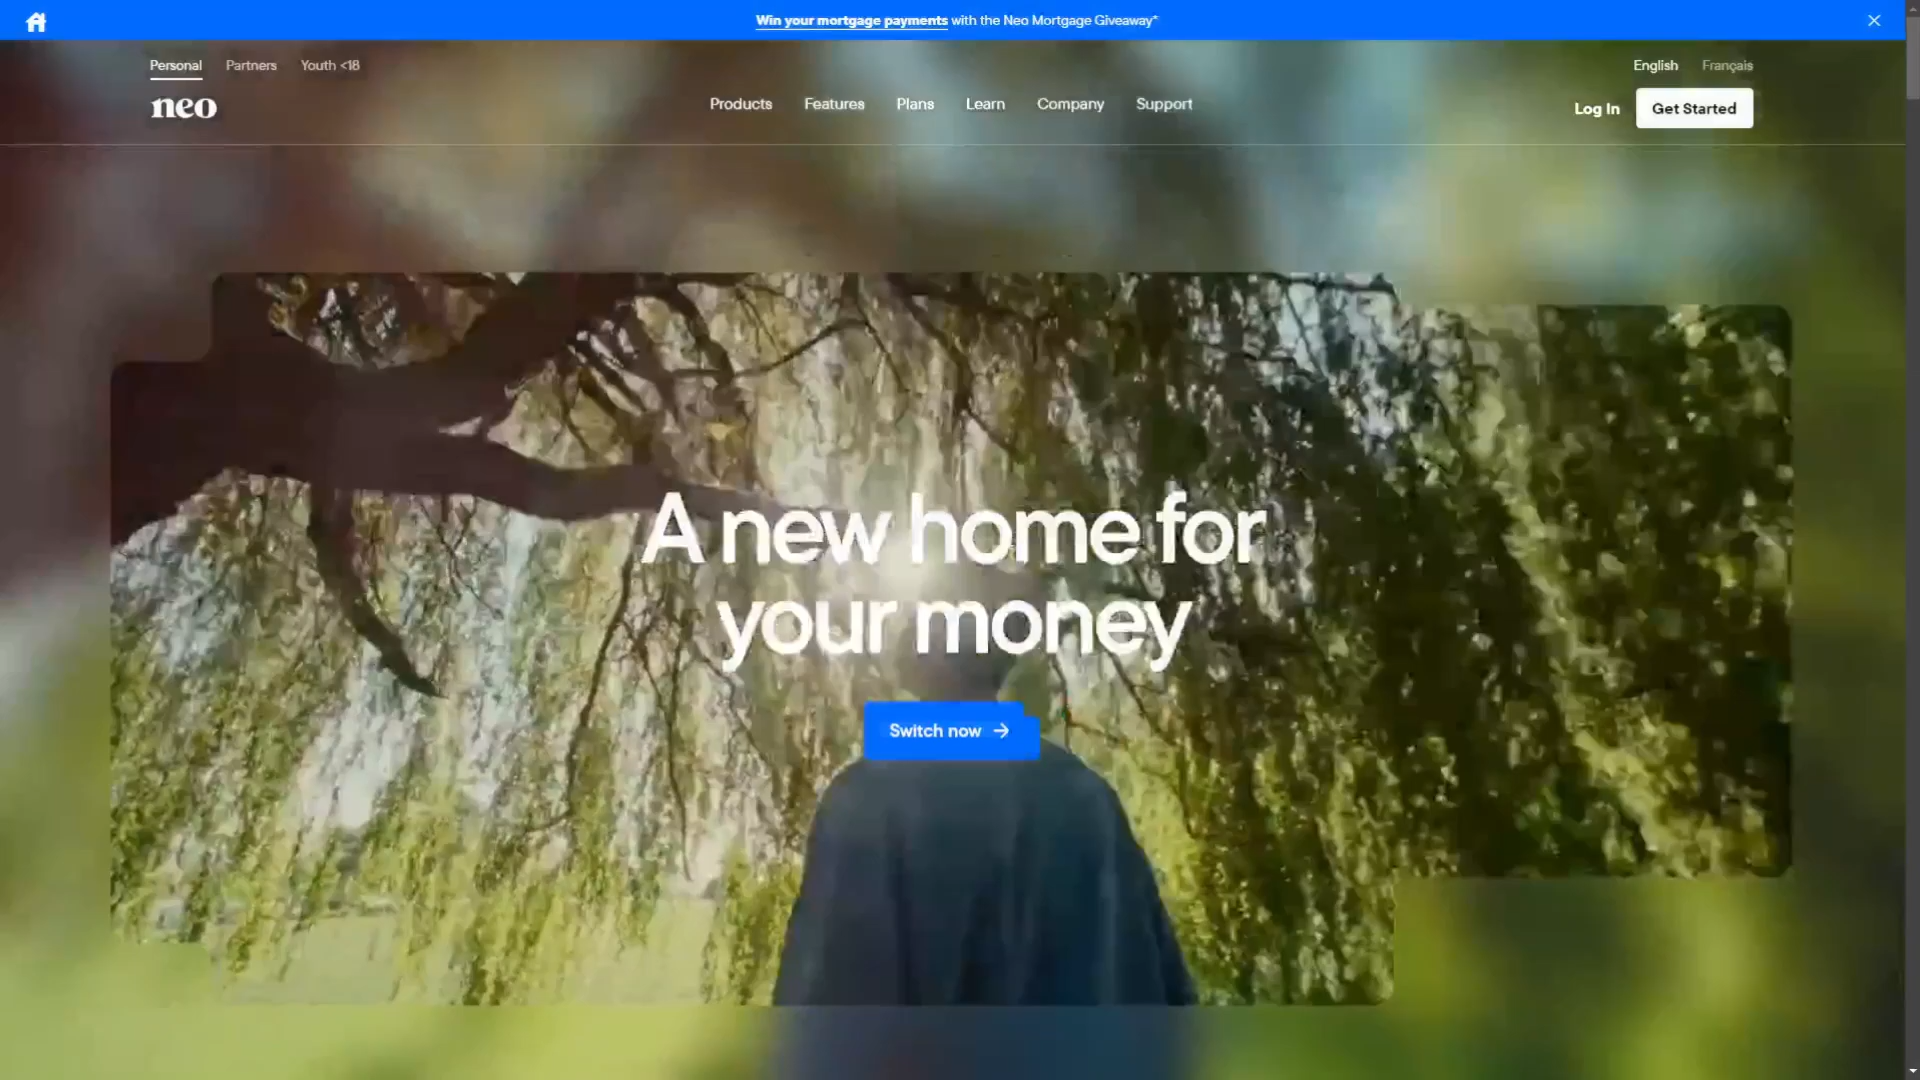 Win your mortgage payments with the Neo Mortgage Giveaway*
Personal Partners Youth <18
English Français
neo
Products Features Plans Learn Company Support
Log In Get Started
A new home for
your money
Switch now →